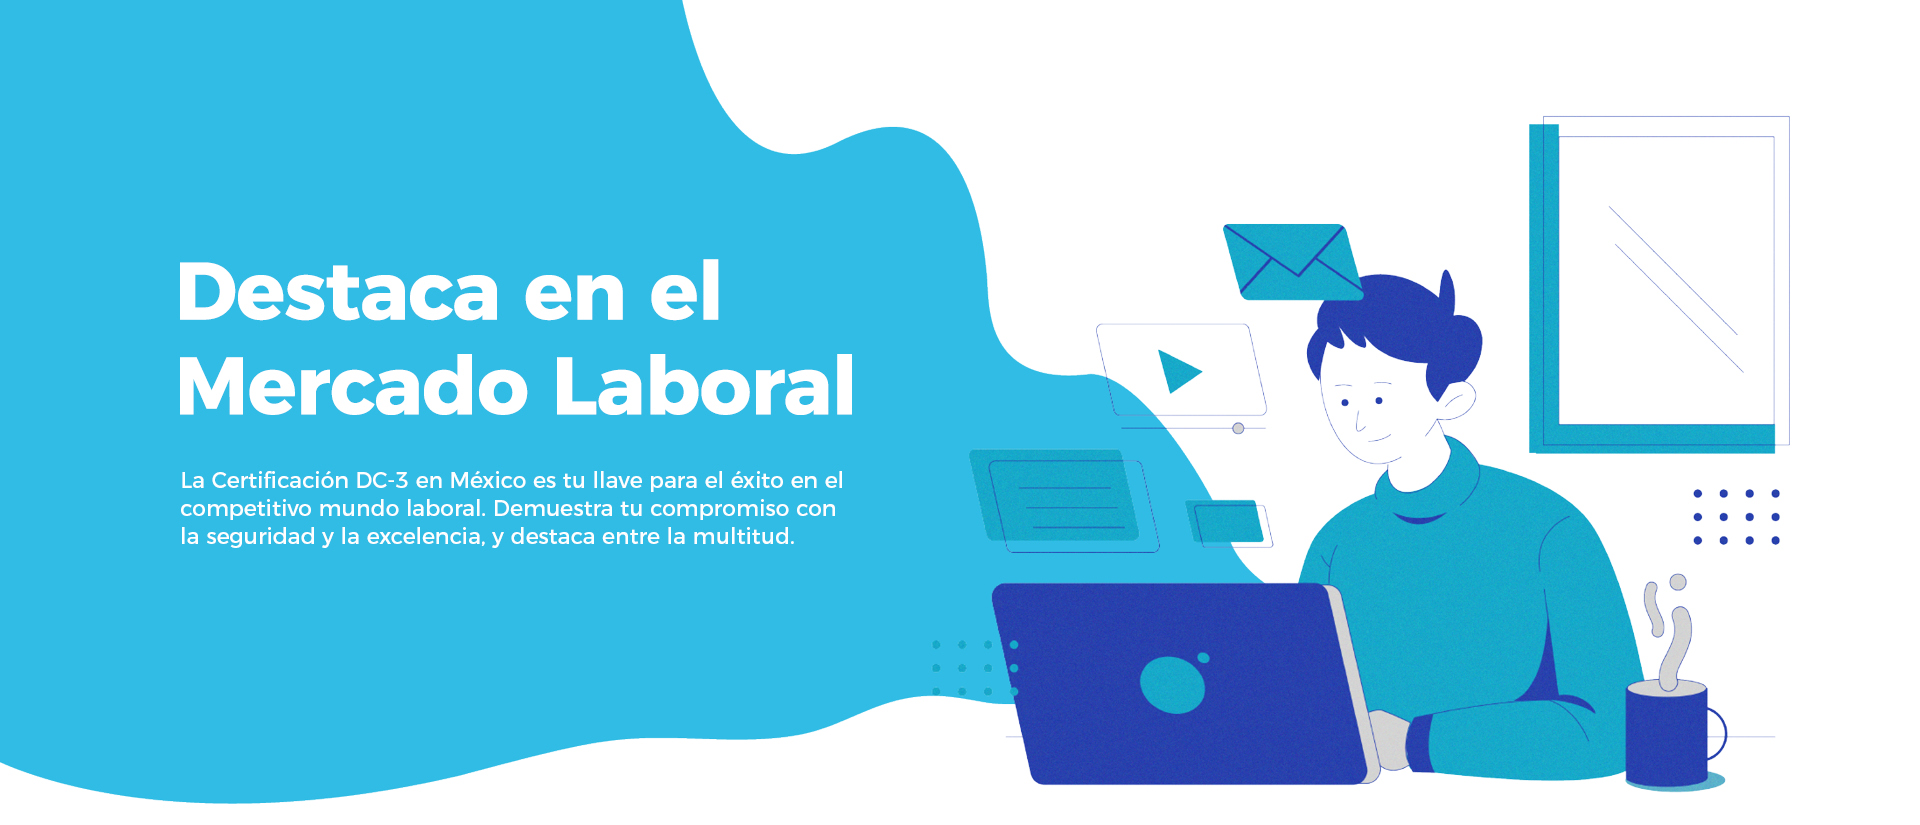 Destaca en el
Mercado Laboral
La Certificación DC-3 en México es tu llave para el éxito en el
competitivo mundo laboral. Demuestra tu compromiso con
la seguridad y la excelencia, y destaca entre la multitud.